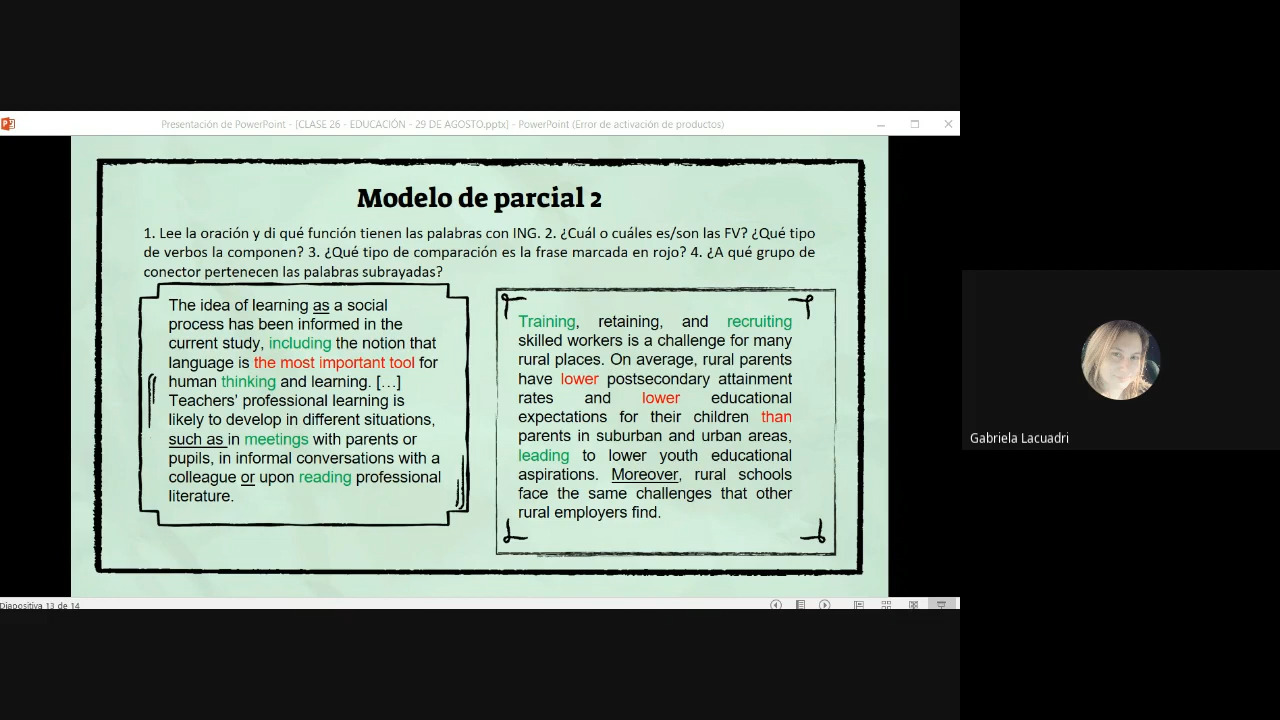 Presentación de PowerPoint - [CLASE 26 - EDUCACIÓN - 29 DE AGOSTO.pptx] - PowerPoint (Error de activación de productos)
Modelo de parcial 2
1. Lee la oración y di qué función tienen las palabras con ING. 2. ¿Cuál o cuáles es/son las FV? ¿Qué tipo
de verbos la componen? 3. ¿Qué tipo de comparación es la frase marcada en rojo? 4. ¿A qué grupo de
conector pertenecen las palabras subrayadas?
The idea of learning as a social
process has been informed in the
current study, including the notion that
language is the most important tool for
human thinking and learning. […]
Teachers’ professional learning is
likely to develop in different situations,
such as in meetings with parents or
pupils, in informal conversations with a
colleague or upon reading professional
literature.
Training, retaining, and recruiting
skilled workers is a challenge for many
rural places. On average, rural parents
have lower postsecondary attainment
rates and lower educational
expectations for their children than
parents in suburban and urban areas,
leading to lower youth educational
aspirations. Moreover, rural schools
face the same challenges that other
rural employers find.
Diapositiva 13 de 14
Gabriela Lacuadri